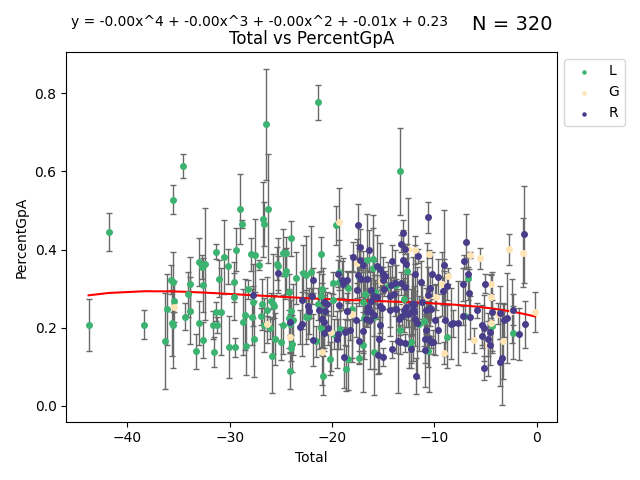 y = -0.00x^4 + -0.00x^3 + -0.00x^2 + -0.01x + 0.23
N = 320
Total vs PercentGpA
L
G
R
PercentGpA
0.8
0.6
0.4
0.2
0.0
−40
−30
−20
−10
0
Total